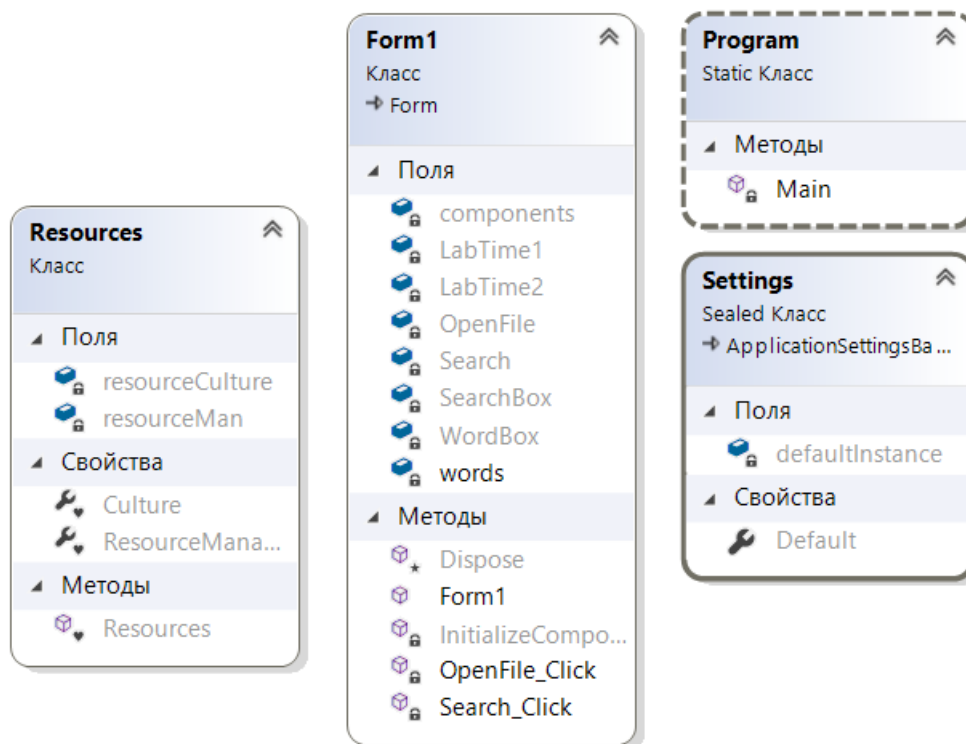 Resources
Класс
Поля
resourceCulture
resourceMan
Свойства
Culture
ResourceMana...
Методы
Resources
Form1
Класс
Form
Поля
components
LabTime1
LabTime2
OpenFile
Search
SearchBox
WordBox
words
Методы
Dispose
Form1
InitializeCompo...
OpenFile_Click
Search_Click
Program
Static Класс
Методы
Main
Settings
Sealed Класс
ApplicationSettingsBa...
Поля
defaultInstance
Свойства
Default